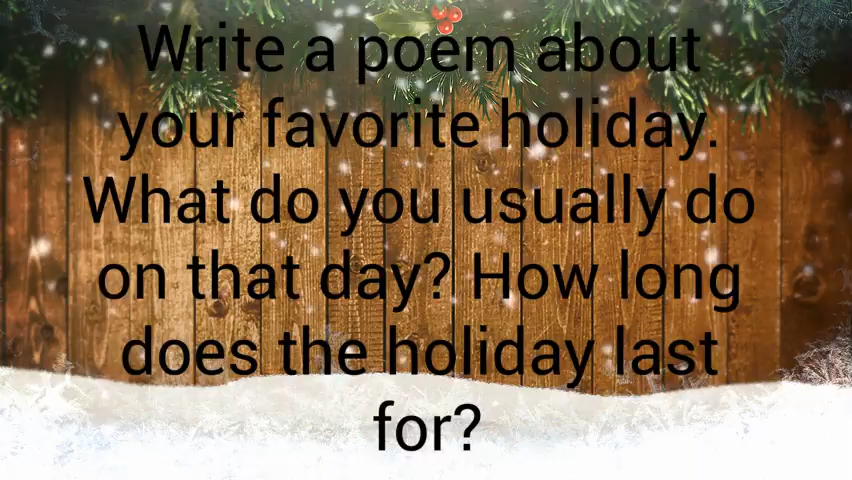 Write a poem about
your favorite holiday.
What do you usually do
on that day? How long
does the holiday last
for?